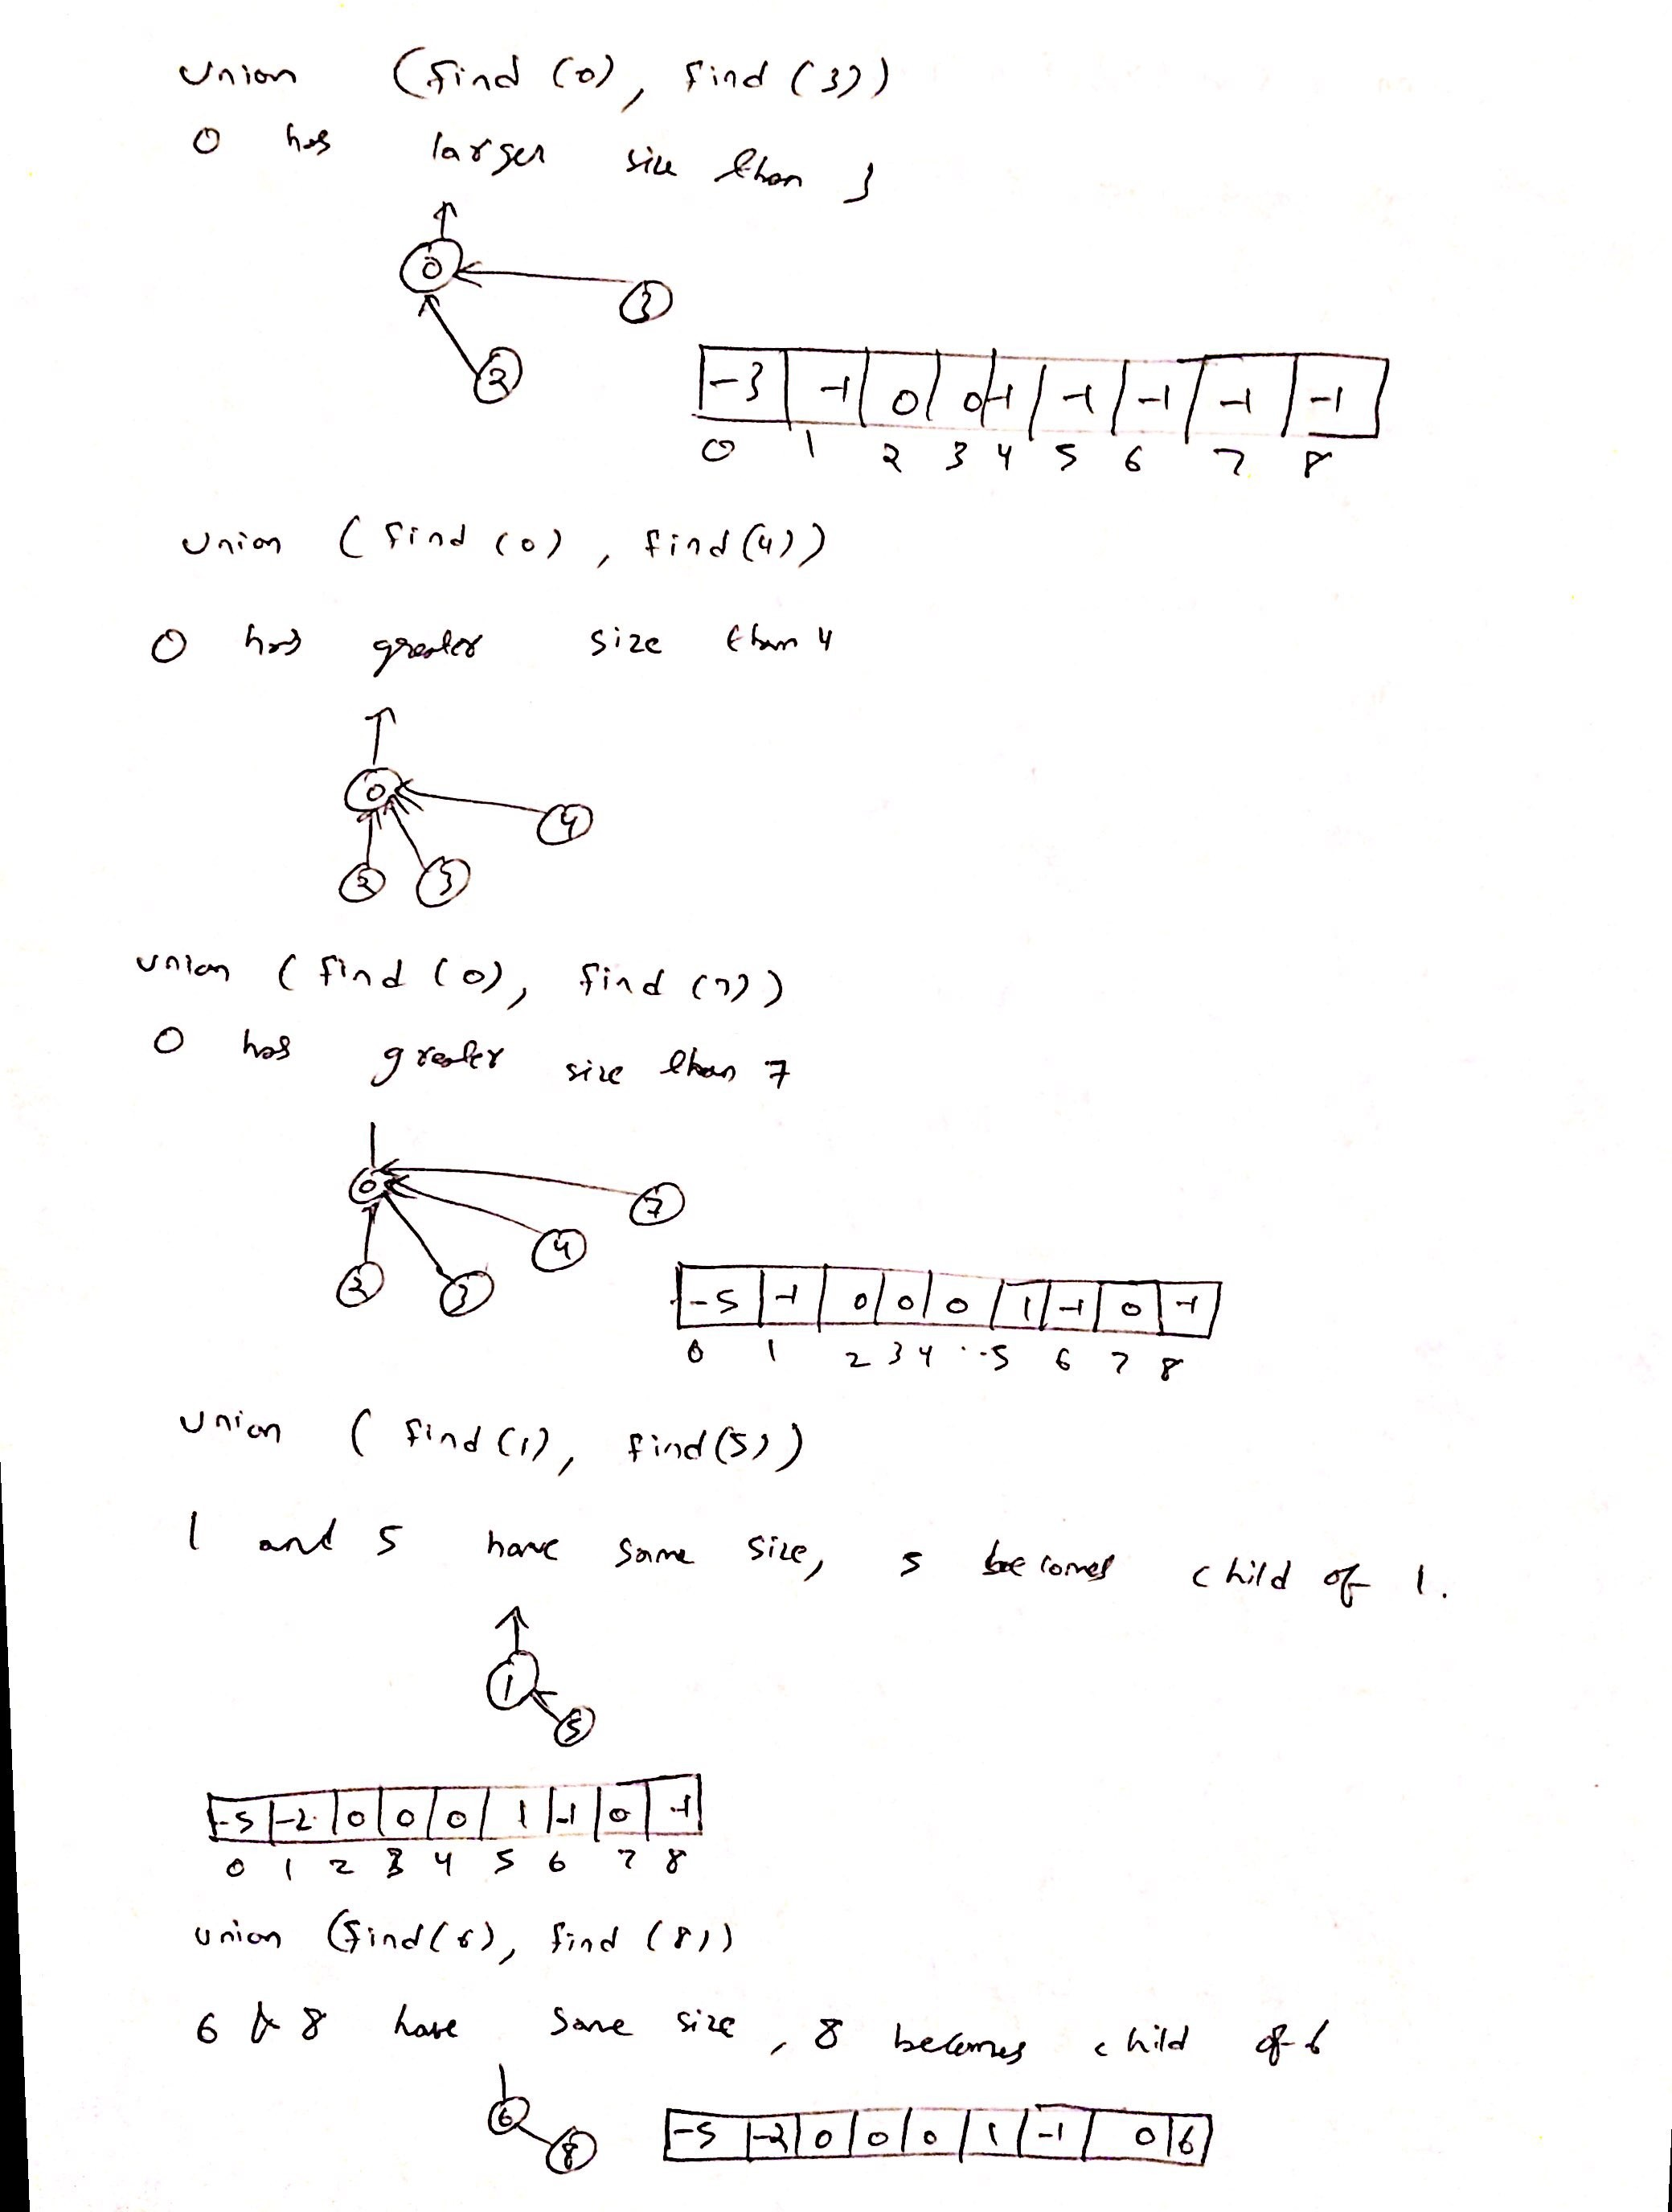 Union (find (0), find (3))
0 has larger size than 3
0
3
2
-3 -1 0 0 -1 -1 -1 -1 -1
0 1 2 3 4 5 6 7 8
Union (find (0), find (4))
0 has greater size than 4
0
4
2 3
Union (find (0), find (7))
0 has greater size than 7
0 7
4
2 3
-5 -1 0 0 0 1 -1 0 -1
0 1 2 3 4 5 6 7 8
Union (find (1), find (5))
1 and 5 have same size, 5 becomes child of 1.
1
5
-5 -2 0 0 0 1 -1 0 -1
0 1 2 3 4 5 6 7 8
Union (find (6), find (8))
6 & 8 have same size, 8 becomes child of 6
6
8
-5 -2 0 0 0 1 -1 0 6